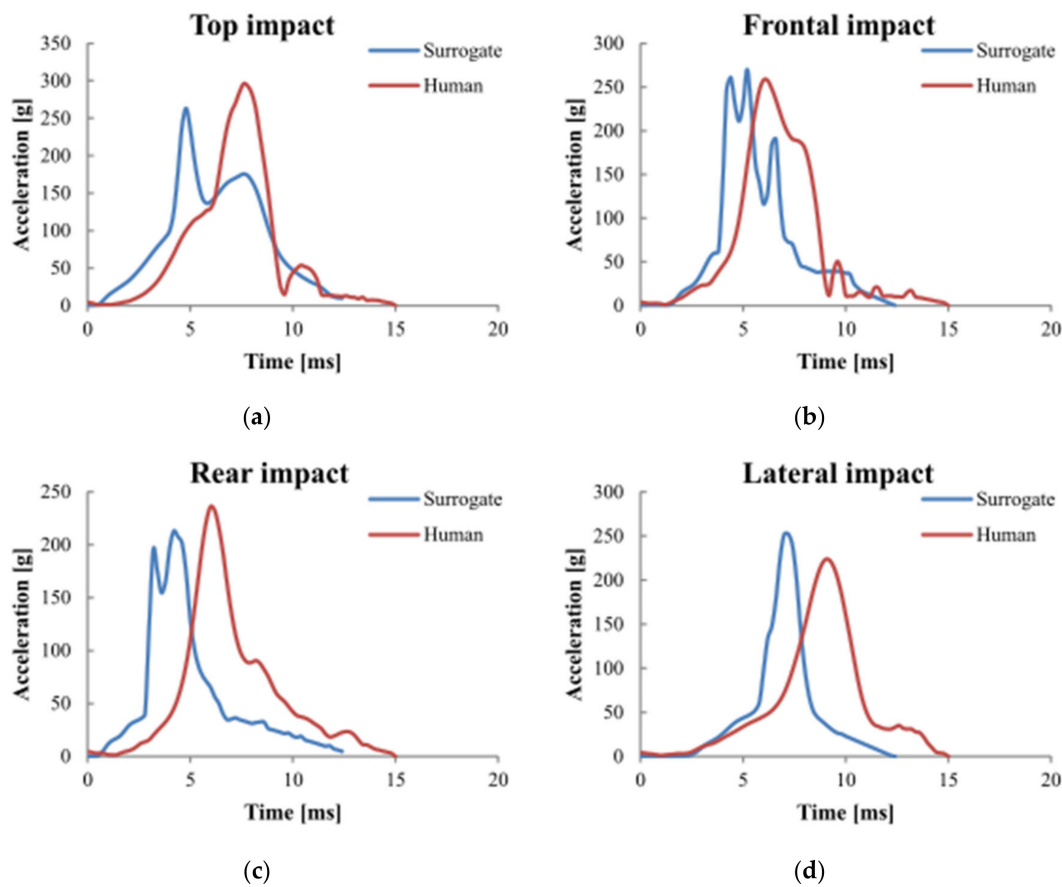 Top impact
Surrogate
Human
Acceleration [g]
350
300
250
200
150
100
50
0
0 5 10 15 20
Time [ms]
(a)
Frontal impact
Surrogate
Human
Acceleration [g]
300
250
200
150
100
50
0
0 5 10 15 20
Time [ms]
(b)
Rear impact
Surrogate
Human
Acceleration [g]
250
200
150
100
50
0
0 5 10 15 20
Time [ms]
(c)
Lateral impact
Surrogate
Human
Acceleration [g]
300
250
200
150
100
50
0
0 5 10 15 20
Time [ms]
(d)